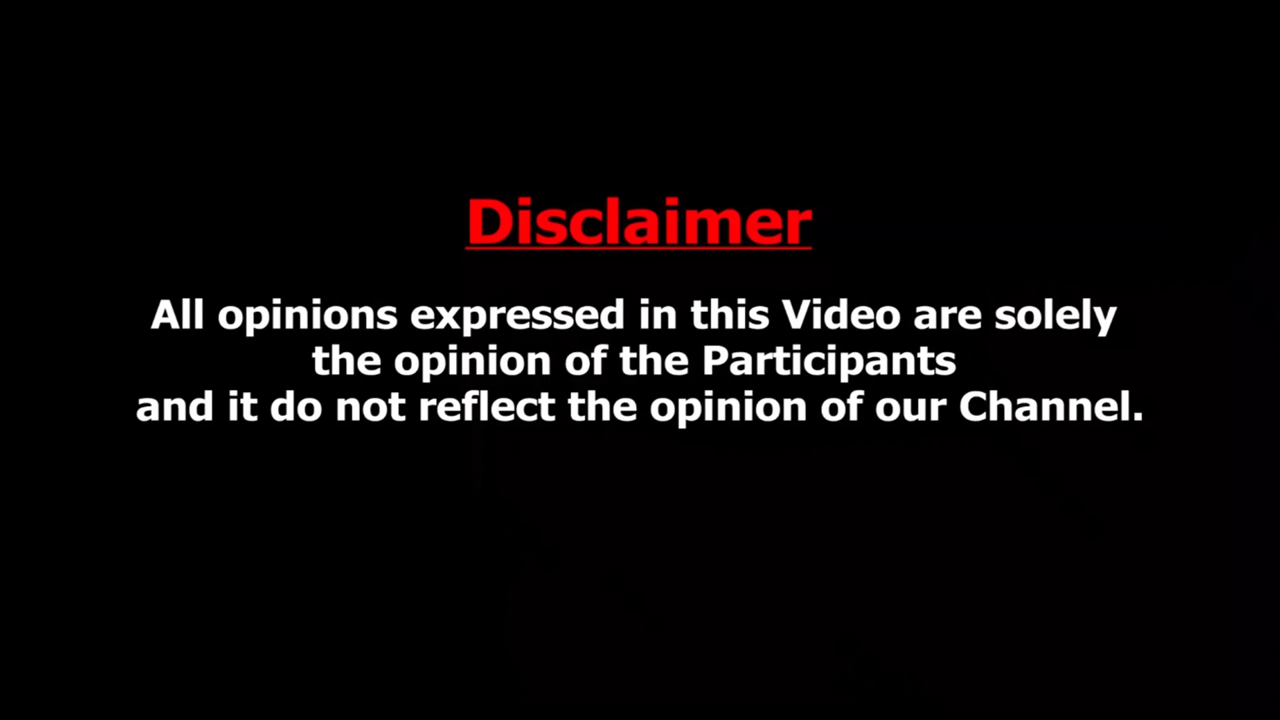 Disclaimer
All opinions expressed in this Video are solely
the opinion of the Participants
and it do not reflect the opinion of our Channel.